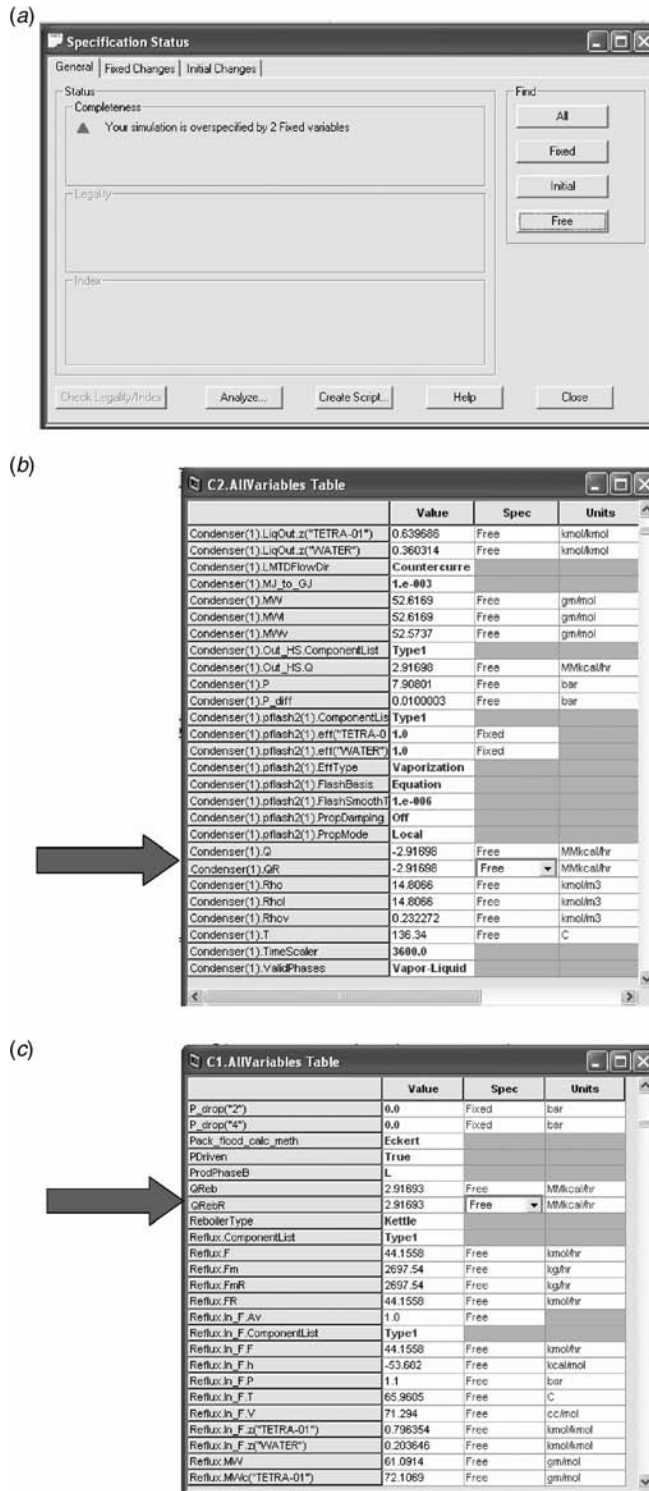 (a)
Specification Status
General Fixed Changes Initial Changes
Status
Completeness
Your simulation is overspecified by 2 Fixed variables
Legality
Index
Find
All
Fixed
Initial
Free
Check Legality/Index Analyze... Create Script... Help Close
(b)
C2.AllVariables Table
Value Spec Units
Condenser(1).LiqOut.z("TETRA-01") 0.639686 Free kmol/kmol
Condenser(1).LiqOut.z("WATER") 0.360314 Free kmol/kmol
Condenser(1).LMTDFlowDir Countercurre
Condenser(1).MJ_to_GJ 1.e-003
Condenser(1).MW 52.6169 Free gm/mol
Condenser(1).MWl 52.6169 Free gm/mol
Condenser(1).MWv 52.5737 Free gm/mol
Condenser(1).Out_HS.ComponentList Type1
Condenser(1).Out_HS.Q 2.91698 Free MMkcal/hr
Condenser(1).P 7.90801 Free bar
Condenser(1).P_diff 0.0100003 Free bar
Condenser(1).pflash2(1).ComponentLis Type1
Condenser(1).pflash2(1).eff("TETRA-0 1.0 Fixed
Condenser(1).pflash2(1).eff("WATER") 1.0 Fixed
Condenser(1).pflash2(1).EffType Vaporization
Condenser(1).pflash2(1).FlashBasis Equation
Condenser(1).pflash2(1).FlashSmoothT 1.e-006
Condenser(1).pflash2(1).PropDamping Off
Condenser(1).pflash2(1).PropMode Local
Condenser(1).Q -2.91698 Free MMkcal/hr
Condenser(1).QR -2.91698 Free MMkcal/hr
Condenser(1).Rho 14.8066 Free kmol/m3
Condenser(1).Rhol 14.8066 Free kmol/m3
Condenser(1).Rhov 0.232272 Free kmol/m3
Condenser(1).T 136.34 Free C
Condenser(1).TimeScaler 3600.0
Condenser(1).ValidPhases Vapor-Liquid
(c)
C1.AllVariables Table
Value Spec Units
P_drop("2") 0.0 Fixed bar
P_drop("4") 0.0 Fixed bar
Pack_flood_calc_meth Eckert
PDriven True
ProdPhaseB L
QReb 2.91693 Free MMkcal/hr
QRebR 2.91693 Free MMkcal/hr
ReboilerType Kettle
Reflux.ComponentList Type1
Reflux.F 44.1558 Free kmol/hr
Reflux.Fm 2697.54 Free kg/hr
Reflux.FmR 2697.54 Free kg/hr
Reflux.FR 44.1558 Free kmol/hr
Reflux.In_F.Av 1.0 Free
Reflux.In_F.ComponentList Type1
Reflux.In_F.F 44.1558 Free kmol/hr
Reflux.In_F.h -53.682 Free kcal/mol
Reflux.In_F.P 1.1 Free bar
Reflux.In_F.T 65.9605 Free C
Reflux.In_F.V 71.294 Free cc/mol
Reflux.In_F.z("TETRA-01") 0.796354 Free kmol/kmol
Reflux.In_F.z("WATER") 0.203646 Free kmol/kmol
Reflux.MW 61.0914 Free gm/mol
Reflux.MWc("TETRA-01") 72.1069 Free gm/mol